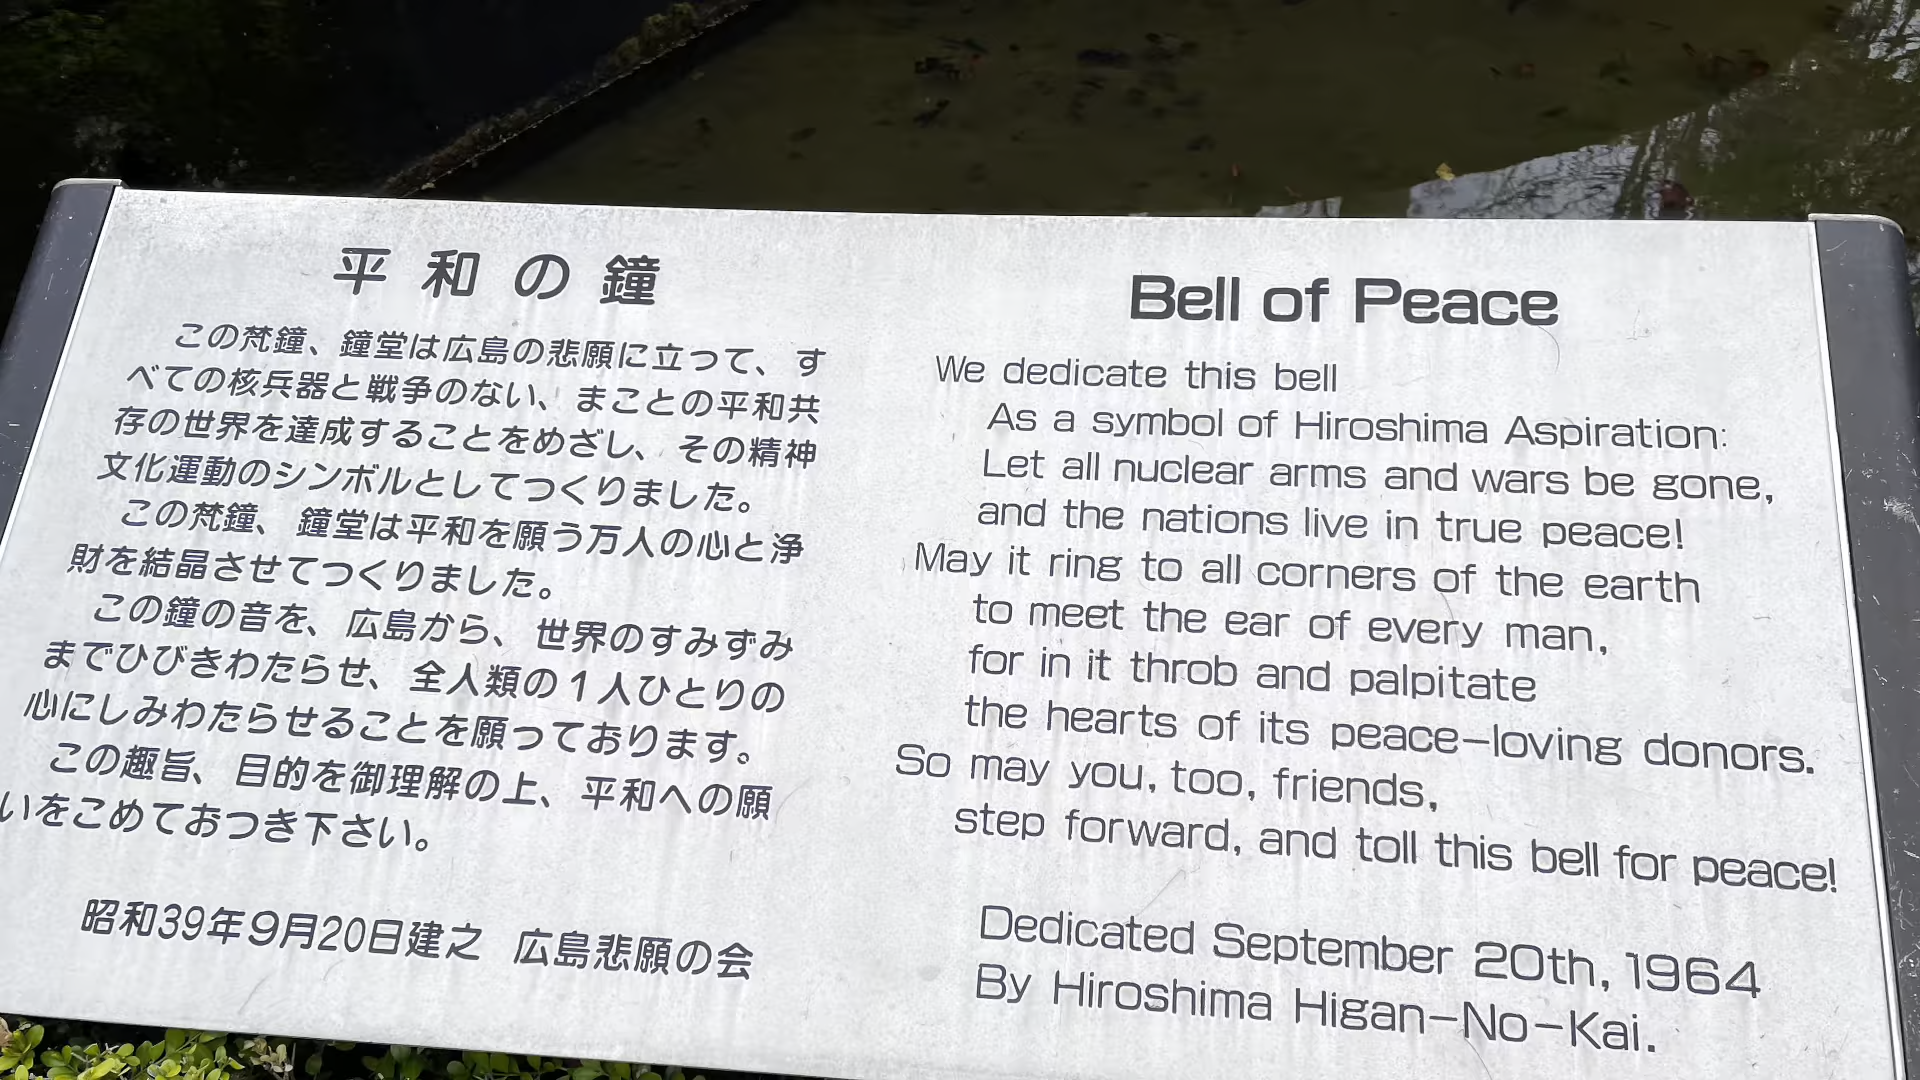 平和の鐘
この梵鐘、鐘堂は広島の悲願に立って、す
べての核兵器と戦争のない、まことの平和共
存の世界を達成することをめざし、その精神
文化運動のシンボルとしてつくりました。
この梵鐘、鐘堂は平和を願う万人の心と浄
財を結晶させてつくりました。
この鐘の音を、広島から、世界のすみずみ
までひびきわたらせ、全人類の1人ひとりの
心にしみわたらせることを願っております。
この趣旨、目的を御理解の上、平和への願
いをこめておつき下さい。
昭和39年9月20日建之 広島悲願の会
Bell of Peace
We dedicate this bell
As a symbol of Hiroshima Aspiration:
Let all nuclear arms and wars be gone,
and the nations live in true peace!
May it ring to all corners of the earth
to meet the ear of every man,
for in it throb and palpitate
the hearts of its peace-loving donors.
So may you, too, friends,
step forward, and toll this bell for peace!
Dedicated September 20th, 1964
By Hiroshima Higan-No-Kai.